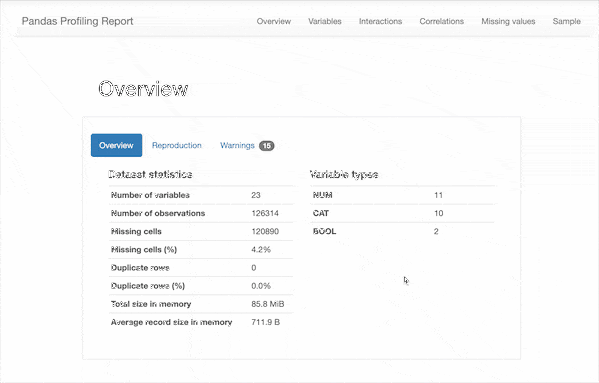 Pandas Profiling Report Overview Variables Interactions Correlations Missing values Sample
Overview
Overview Reproduction Warnings 15
Dataset statistics
Number of variables 23
Number of observations 126314
Missing cells 120890
Missing cells (%) 4.2%
Duplicate rows 0
Duplicate rows (%) 0.0%
Total size in memory 85.8 MiB
Average record size in memory 711.9 B
Variable types
NUM 11
CAT 10
BOOL 2